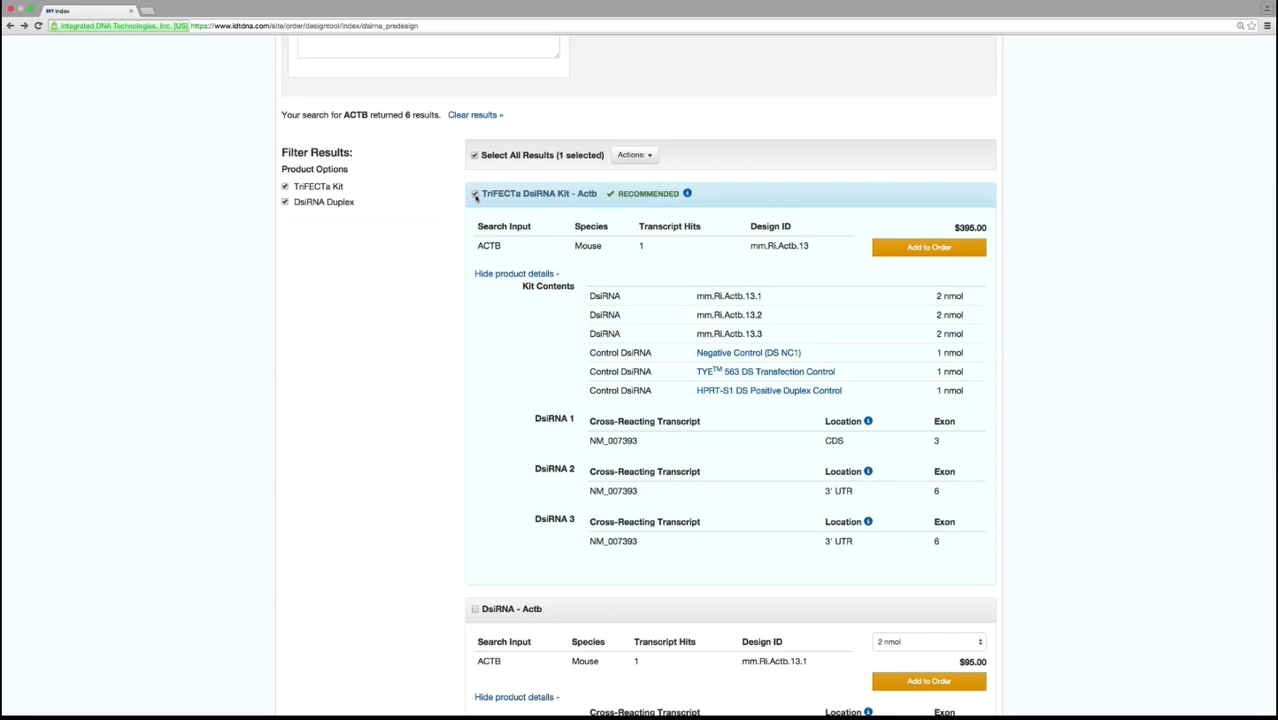 Index
Integrated DNA Technologies, Inc. [US] https://www.idtdna.com/site/order/designtool/index/dsirna_predesign
Your search for ACTB returned 6 results. Clear results »
Filter Results:
Product Options
TriFECTa Kit
DsiRNA Duplex
Select All Results (1 selected) Actions:
TriFECTa DsiRNA Kit - Actb ✔ RECOMMENDED i
Search Input Species Transcript Hits Design ID $395.00
ACTB Mouse 1 mm.Ri.Actb.13 Add to Order
Hide product details -
Kit Contents
DsiRNA mm.Ri.Actb.13.1 2 nmol
DsiRNA mm.Ri.Actb.13.2 2 nmol
DsiRNA mm.Ri.Actb.13.3 2 nmol
Control DsiRNA Negative Control (DS NC1) 1 nmol
Control DsiRNA TYE™ 563 DS Transfection Control 1 nmol
Control DsiRNA HPRT-S1 DS Positive Duplex Control 1 nmol
DsiRNA 1 Cross-Reacting Transcript Location i Exon
NM_007393 CDS 3
DsiRNA 2 Cross-Reacting Transcript Location i Exon
NM_007393 3' UTR 6
DsiRNA 3 Cross-Reacting Transcript Location i Exon
NM_007393 3' UTR 6
DsiRNA - Actb
Search Input Species Transcript Hits Design ID 2 nmol
ACTB Mouse 1 mm.Ri.Actb.13.1 $95.00
Add to Order
Hide product details -
Cross-Reacting Transcript Location i Exon